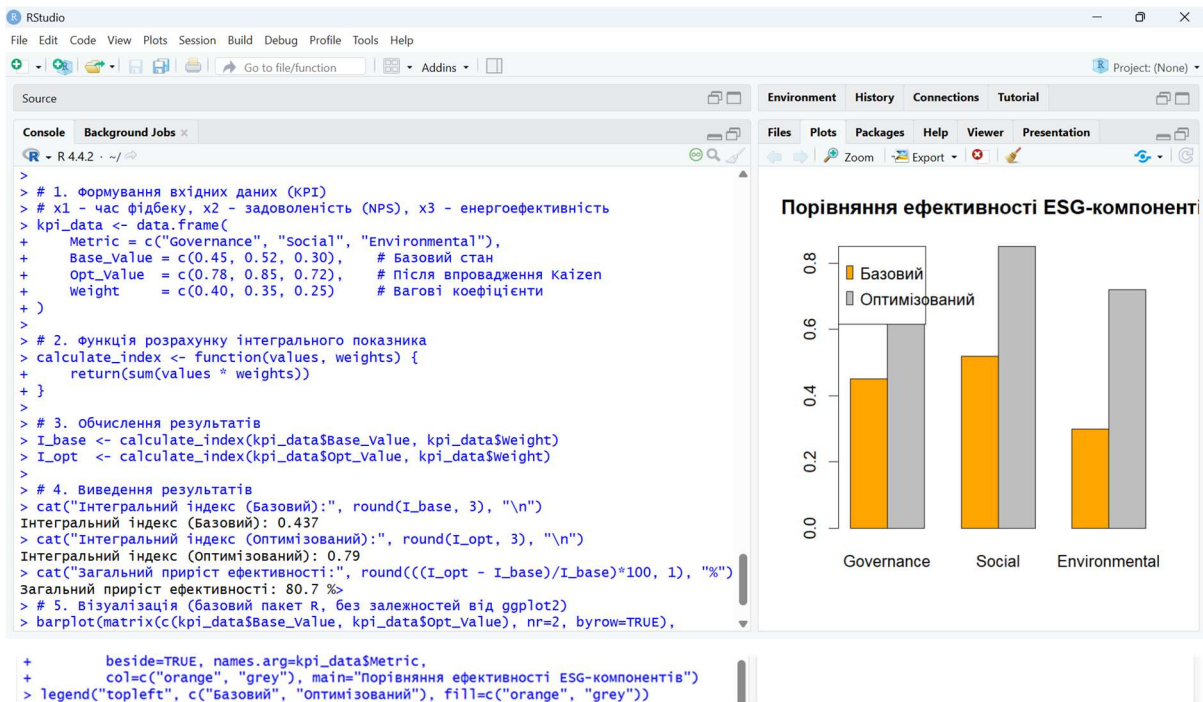 RStudio
File Edit Code View Plots Session Build Debug Profile Tools Help
Go to file/function Addins Project: (None)
Source
Console Background Jobs
R 4.4.2 · ~/
>
> # 1. Формування вхідних даних (KPI)
> # x1 - час фідбеку, x2 - задоволеність (NPS), x3 - енергоефективність
> kpi_data <- data.frame(
+     Metric = c("Governance", "Social", "Environmental"),
+     Base_Value = c(0.45, 0.52, 0.30),    # Базовий стан
+     Opt_Value  = c(0.78, 0.85, 0.72),    # Після впровадження Kaizen
+     Weight     = c(0.40, 0.35, 0.25)     # Вагові коефіцієнти
+ )
>
> # 2. Функція розрахунку інтегрального показника
> calculate_index <- function(values, weights) {
+     return(sum(values * weights))
+ }
>
> # 3. Обчислення результатів
> I_base <- calculate_index(kpi_data$Base_Value, kpi_data$Weight)
> I_opt  <- calculate_index(kpi_data$Opt_Value, kpi_data$Weight)
>
> # 4. Виведення результатів
> cat("Інтегральний індекс (Базовий):", round(I_base, 3), "\n")
Інтегральний індекс (Базовий): 0.437
> cat("Інтегральний індекс (Оптимізований):", round(I_opt, 3), "\n")
Інтегральний індекс (Оптимізований): 0.79
> cat("Загальний приріст ефективності:", round(((I_opt - I_base)/I_base)*100, 1), "%")
Загальний приріст ефективності: 80.7 %>
> # 5. Візуалізація (базовий пакет R, без залежностей від ggplot2)
> barplot(matrix(c(kpi_data$Base_Value, kpi_data$Opt_Value), nr=2, byrow=TRUE),
+         beside=TRUE, names.arg=kpi_data$Metric,
+         col=c("orange", "grey"), main="Порівняння ефективності ESG-компонентів")
> legend("topleft", c("Базовий", "Оптимізований"), fill=c("orange", "grey"))
Environment History Connections Tutorial
Files Plots Packages Help Viewer Presentation
Zoom Export
Порівняння ефективності ESG-компоненті
0.8
0.6
0.4
0.2
0.0
Базовий
Оптимізований
Governance Social Environmental